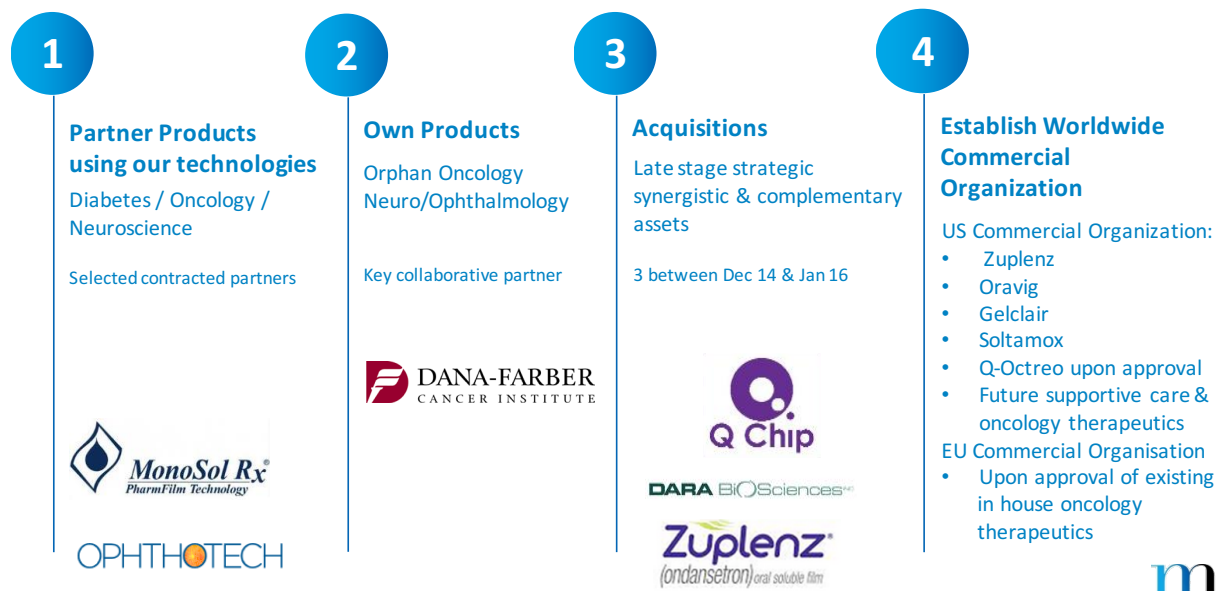 1
Partner Products
using our technologies
Diabetes / Oncology /
Neuroscience
Selected contracted partners
MonoSol Rx®
PharmFilm Technology
OPHTHOTECH
2
Own Products
Orphan Oncology
Neuro/Ophthalmology
Key collaborative partner
DANA-FARBER
CANCER INSTITUTE
3
Acquisitions
Late stage strategic
synergistic & complementary
assets
3 between Dec 14 & Jan 16
Q Chip
DARA BiOSciences INC
Zuplenz®
(ondansetron) oral soluble film
4
Establish Worldwide
Commercial
Organization
US Commercial Organization:
• Zuplenz
• Oravig
• Gelclair
• Soltamox
• Q-Octreo upon approval
• Future supportive care &
oncology therapeutics
EU Commercial Organisation
• Upon approval of existing
in house oncology
therapeutics
m